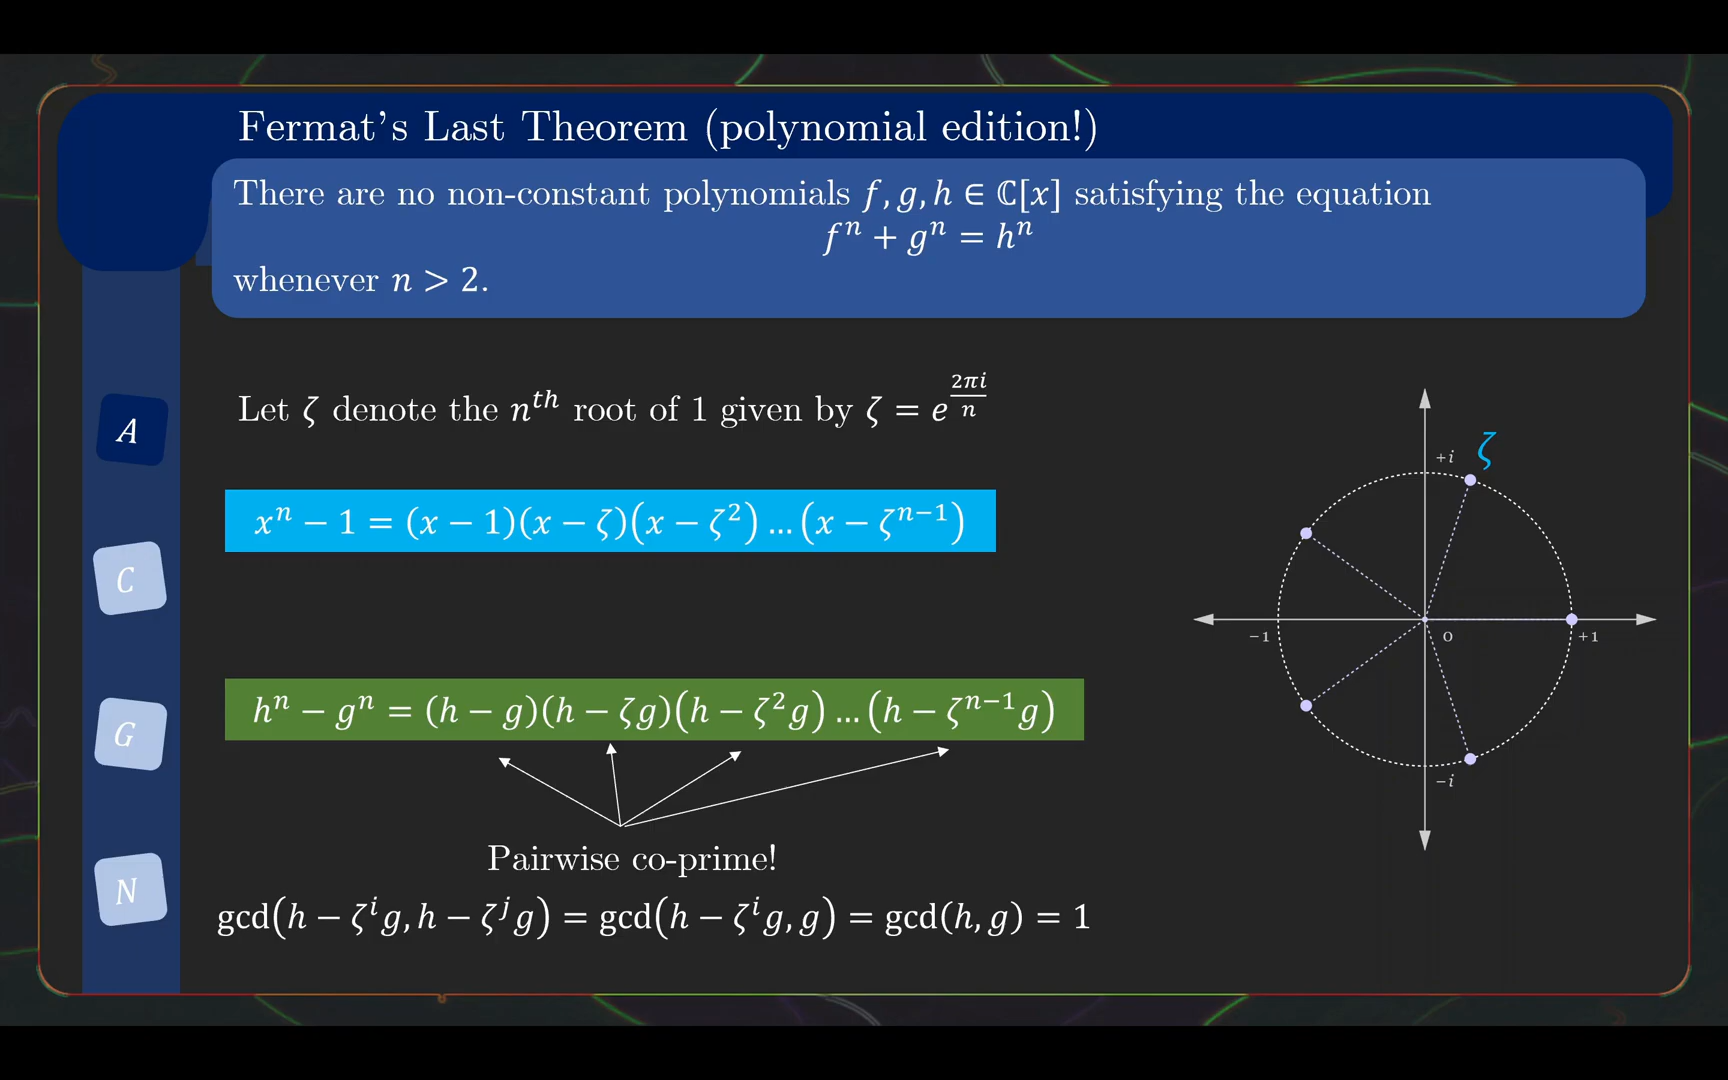 Fermat's Last Theorem (polynomial edition!)
There are no non-constant polynomials 𝑓, 𝑔, ℎ ∈ ℂ[𝑥] satisfying the equation
𝑓ⁿ + 𝑔ⁿ = ℎⁿ
whenever 𝑛 > 2.
Let 𝜁 denote the 𝑛ᵗʰ root of 1 given by 𝜁 = 𝑒^(2𝜋𝑖/𝑛)
𝑥ⁿ − 1 = (𝑥 − 1)(𝑥 − 𝜁)(𝑥 − 𝜁²) … (𝑥 − 𝜁ⁿ⁻¹)
ℎⁿ − 𝑔ⁿ = (ℎ − 𝑔)(ℎ − 𝜁𝑔)(ℎ − 𝜁²𝑔) … (ℎ − 𝜁ⁿ⁻¹𝑔)
Pairwise co-prime!
gcd(ℎ − 𝜁ⁱ𝑔, ℎ − 𝜁ʲ𝑔) = gcd(ℎ − 𝜁ⁱ𝑔, 𝑔) = gcd(ℎ, 𝑔) = 1
A
C
G
N
𝜁
+i
−1
0
+1
−i